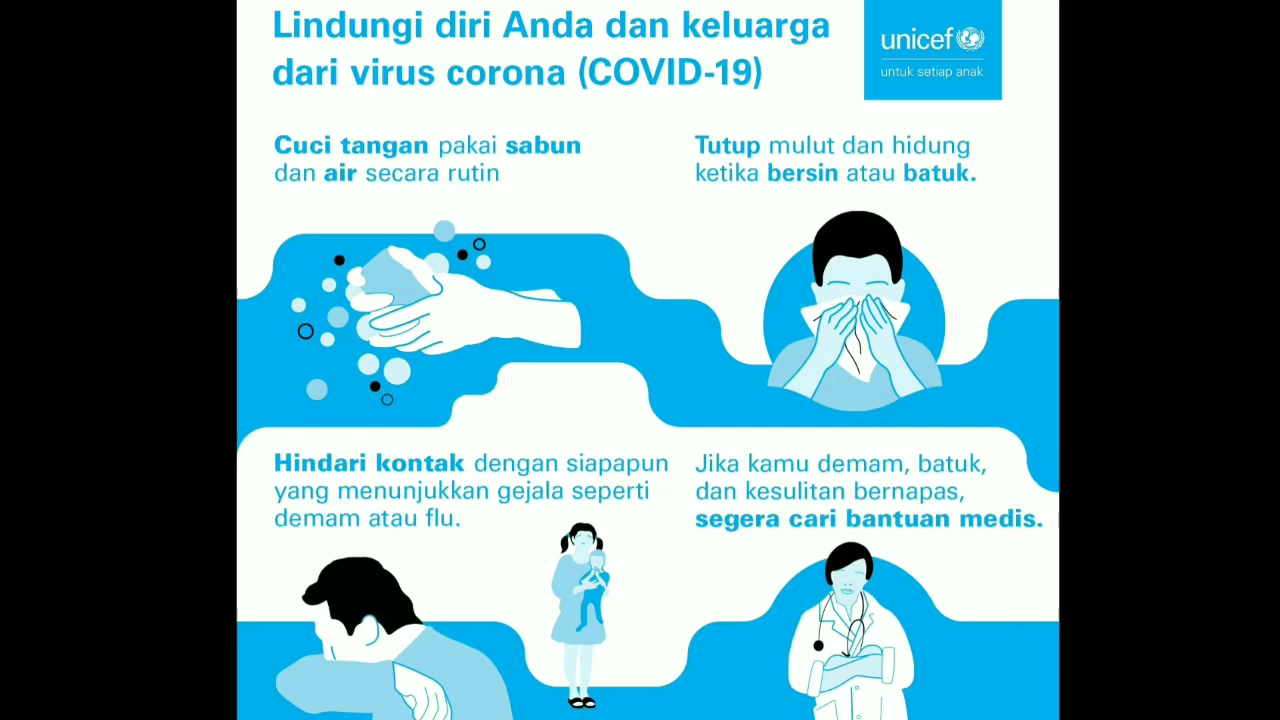 Lindungi diri Anda dan keluarga
dari virus corona (COVID-19)
unicef
untuk setiap anak
Cuci tangan pakai sabun
dan air secara rutin
Tutup mulut dan hidung
ketika bersin atau batuk.
Hindari kontak dengan siapapun
yang menunjukkan gejala seperti
demam atau flu.
Jika kamu demam, batuk,
dan kesulitan bernapas,
segera cari bantuan medis.